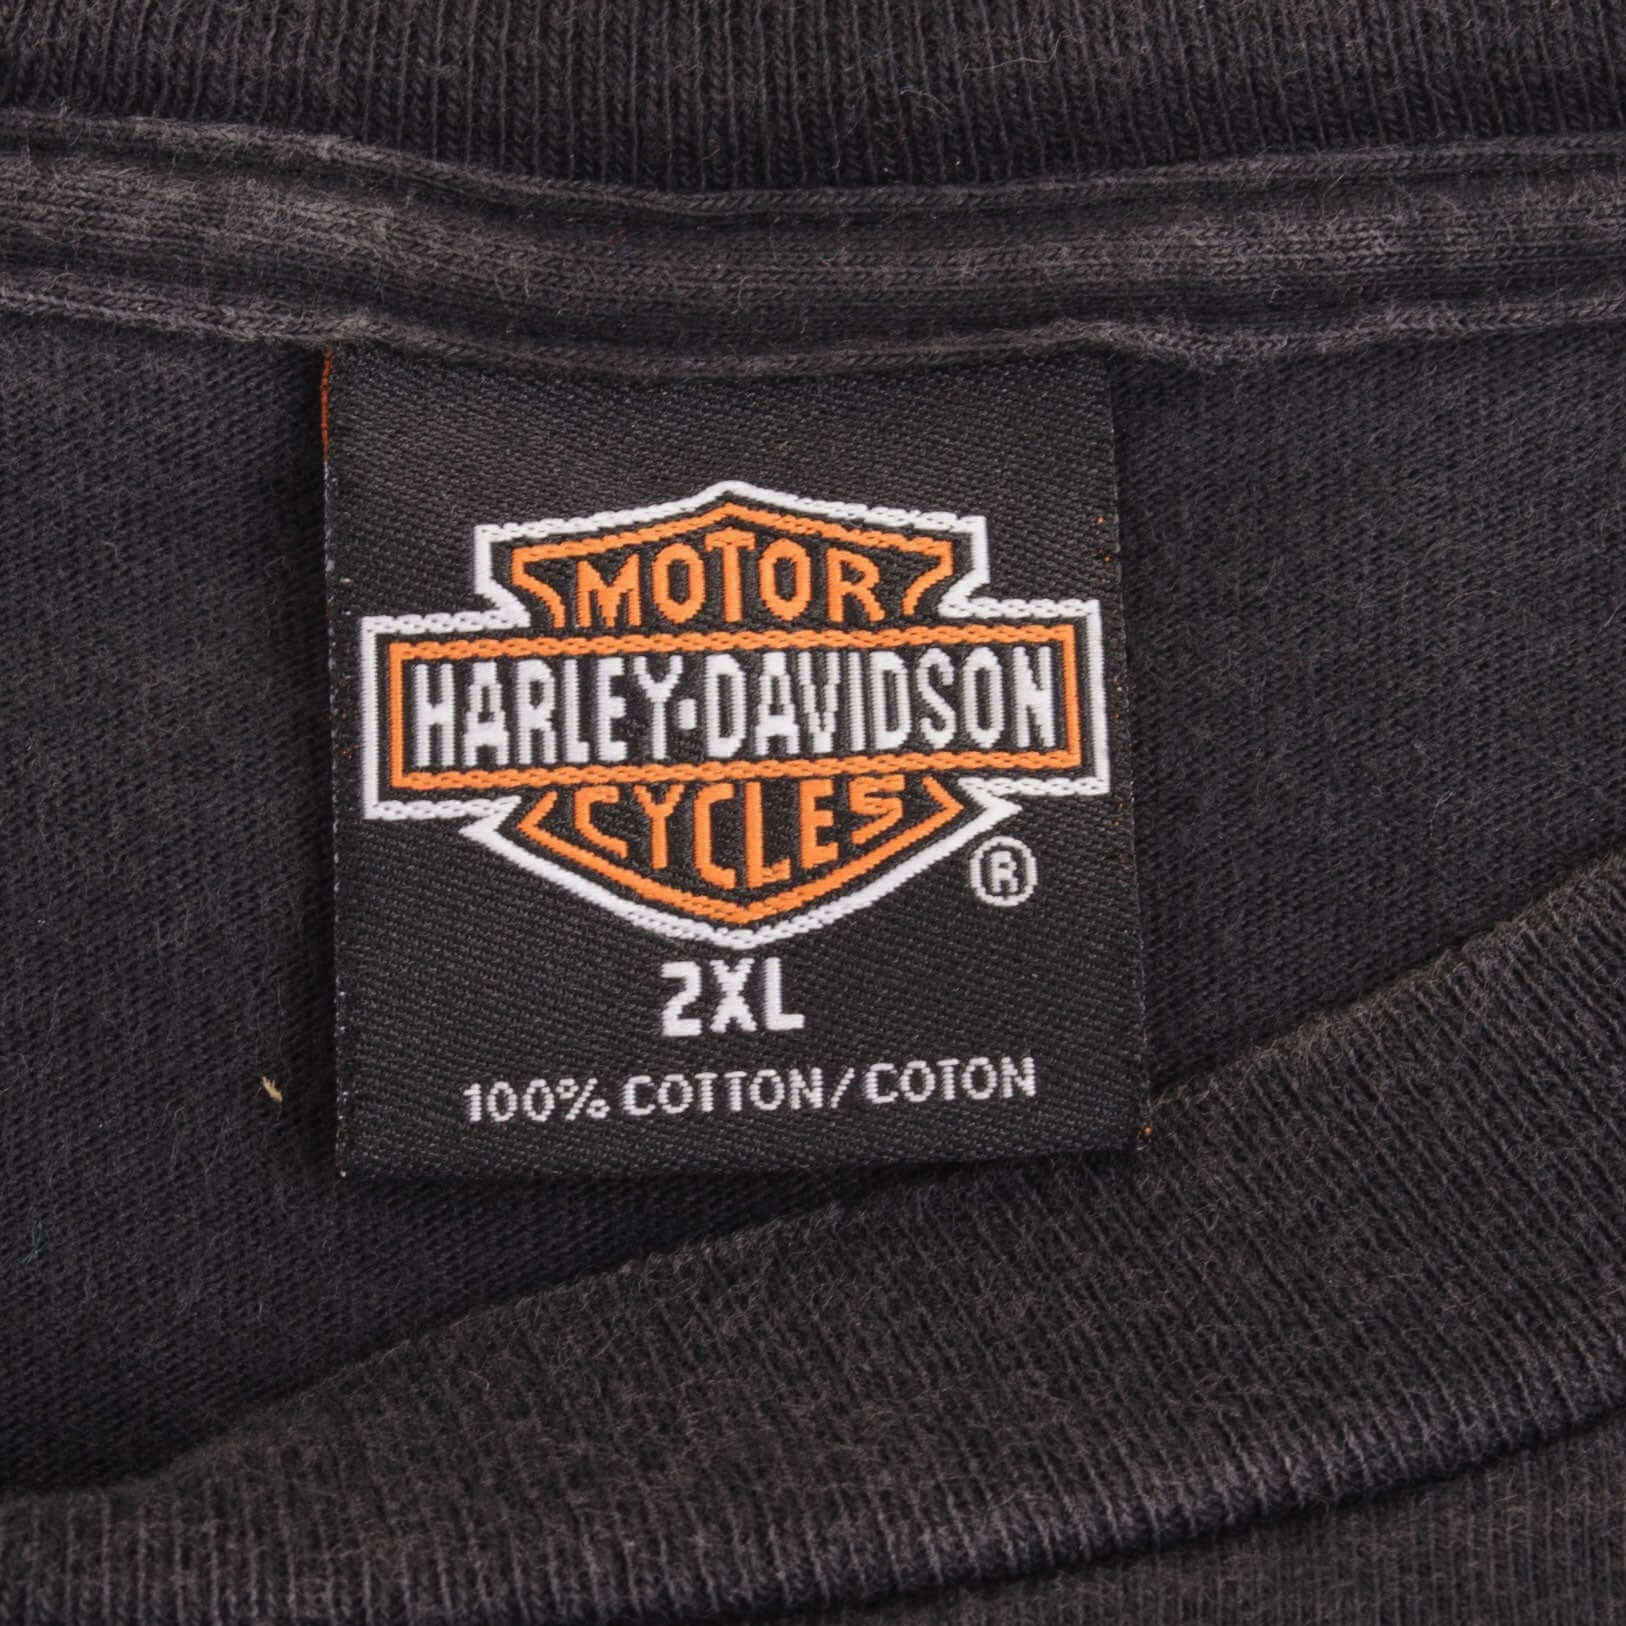 MOTOR
HARLEY-DAVIDSON
CYCLES
®
2XL
100% COTTON/COTON